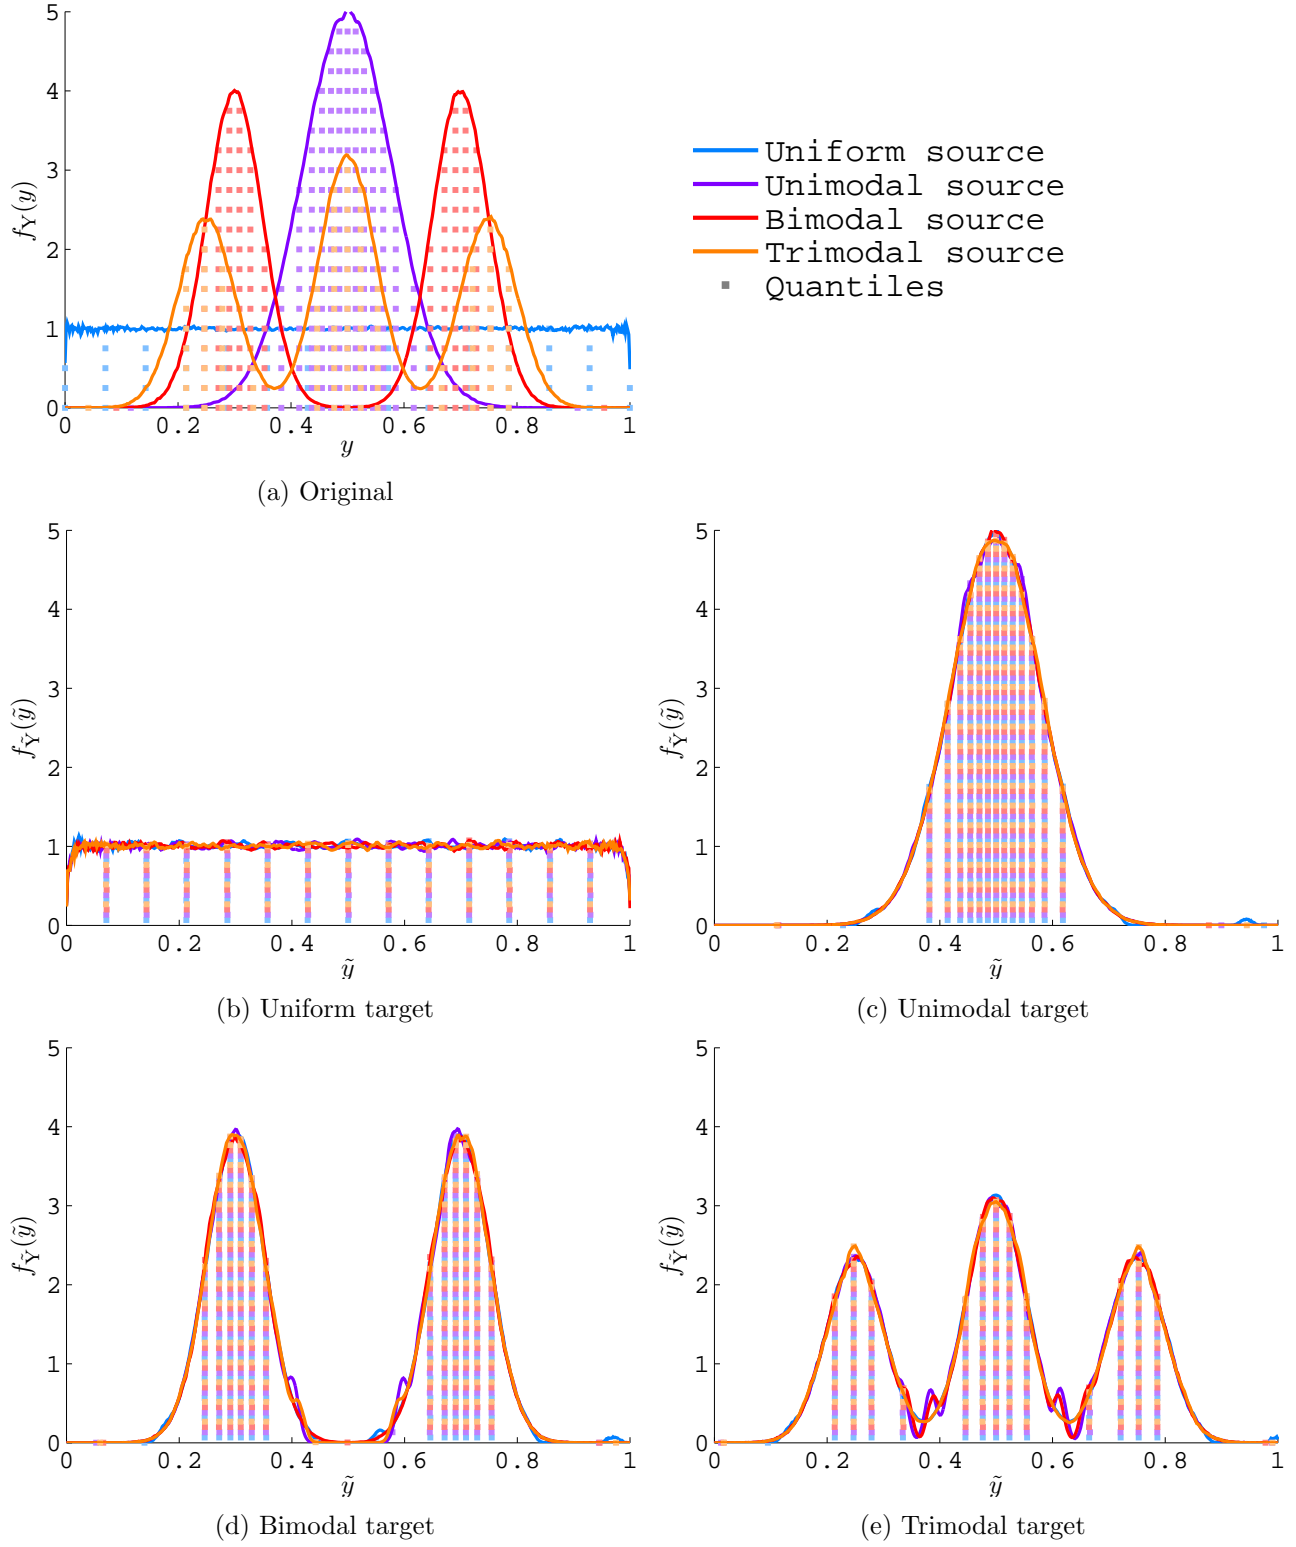 5
4
3
2
1
0
f_Y(y)
0 0.2 0.4 0.6 0.8 1
y
(a) Original
Uniform source
Unimodal source
Bimodal source
Trimodal source
Quantiles
5
4
3
2
1
0
f_Ỹ(ỹ)
0 0.2 0.4 0.6 0.8 1
ỹ
(b) Uniform target
5
4
3
2
1
0
f_Ỹ(ỹ)
0 0.2 0.4 0.6 0.8 1
ỹ
(c) Unimodal target
5
4
3
2
1
0
f_Ỹ(ỹ)
0 0.2 0.4 0.6 0.8 1
ỹ
(d) Bimodal target
5
4
3
2
1
0
f_Ỹ(ỹ)
0 0.2 0.4 0.6 0.8 1
ỹ
(e) Trimodal target